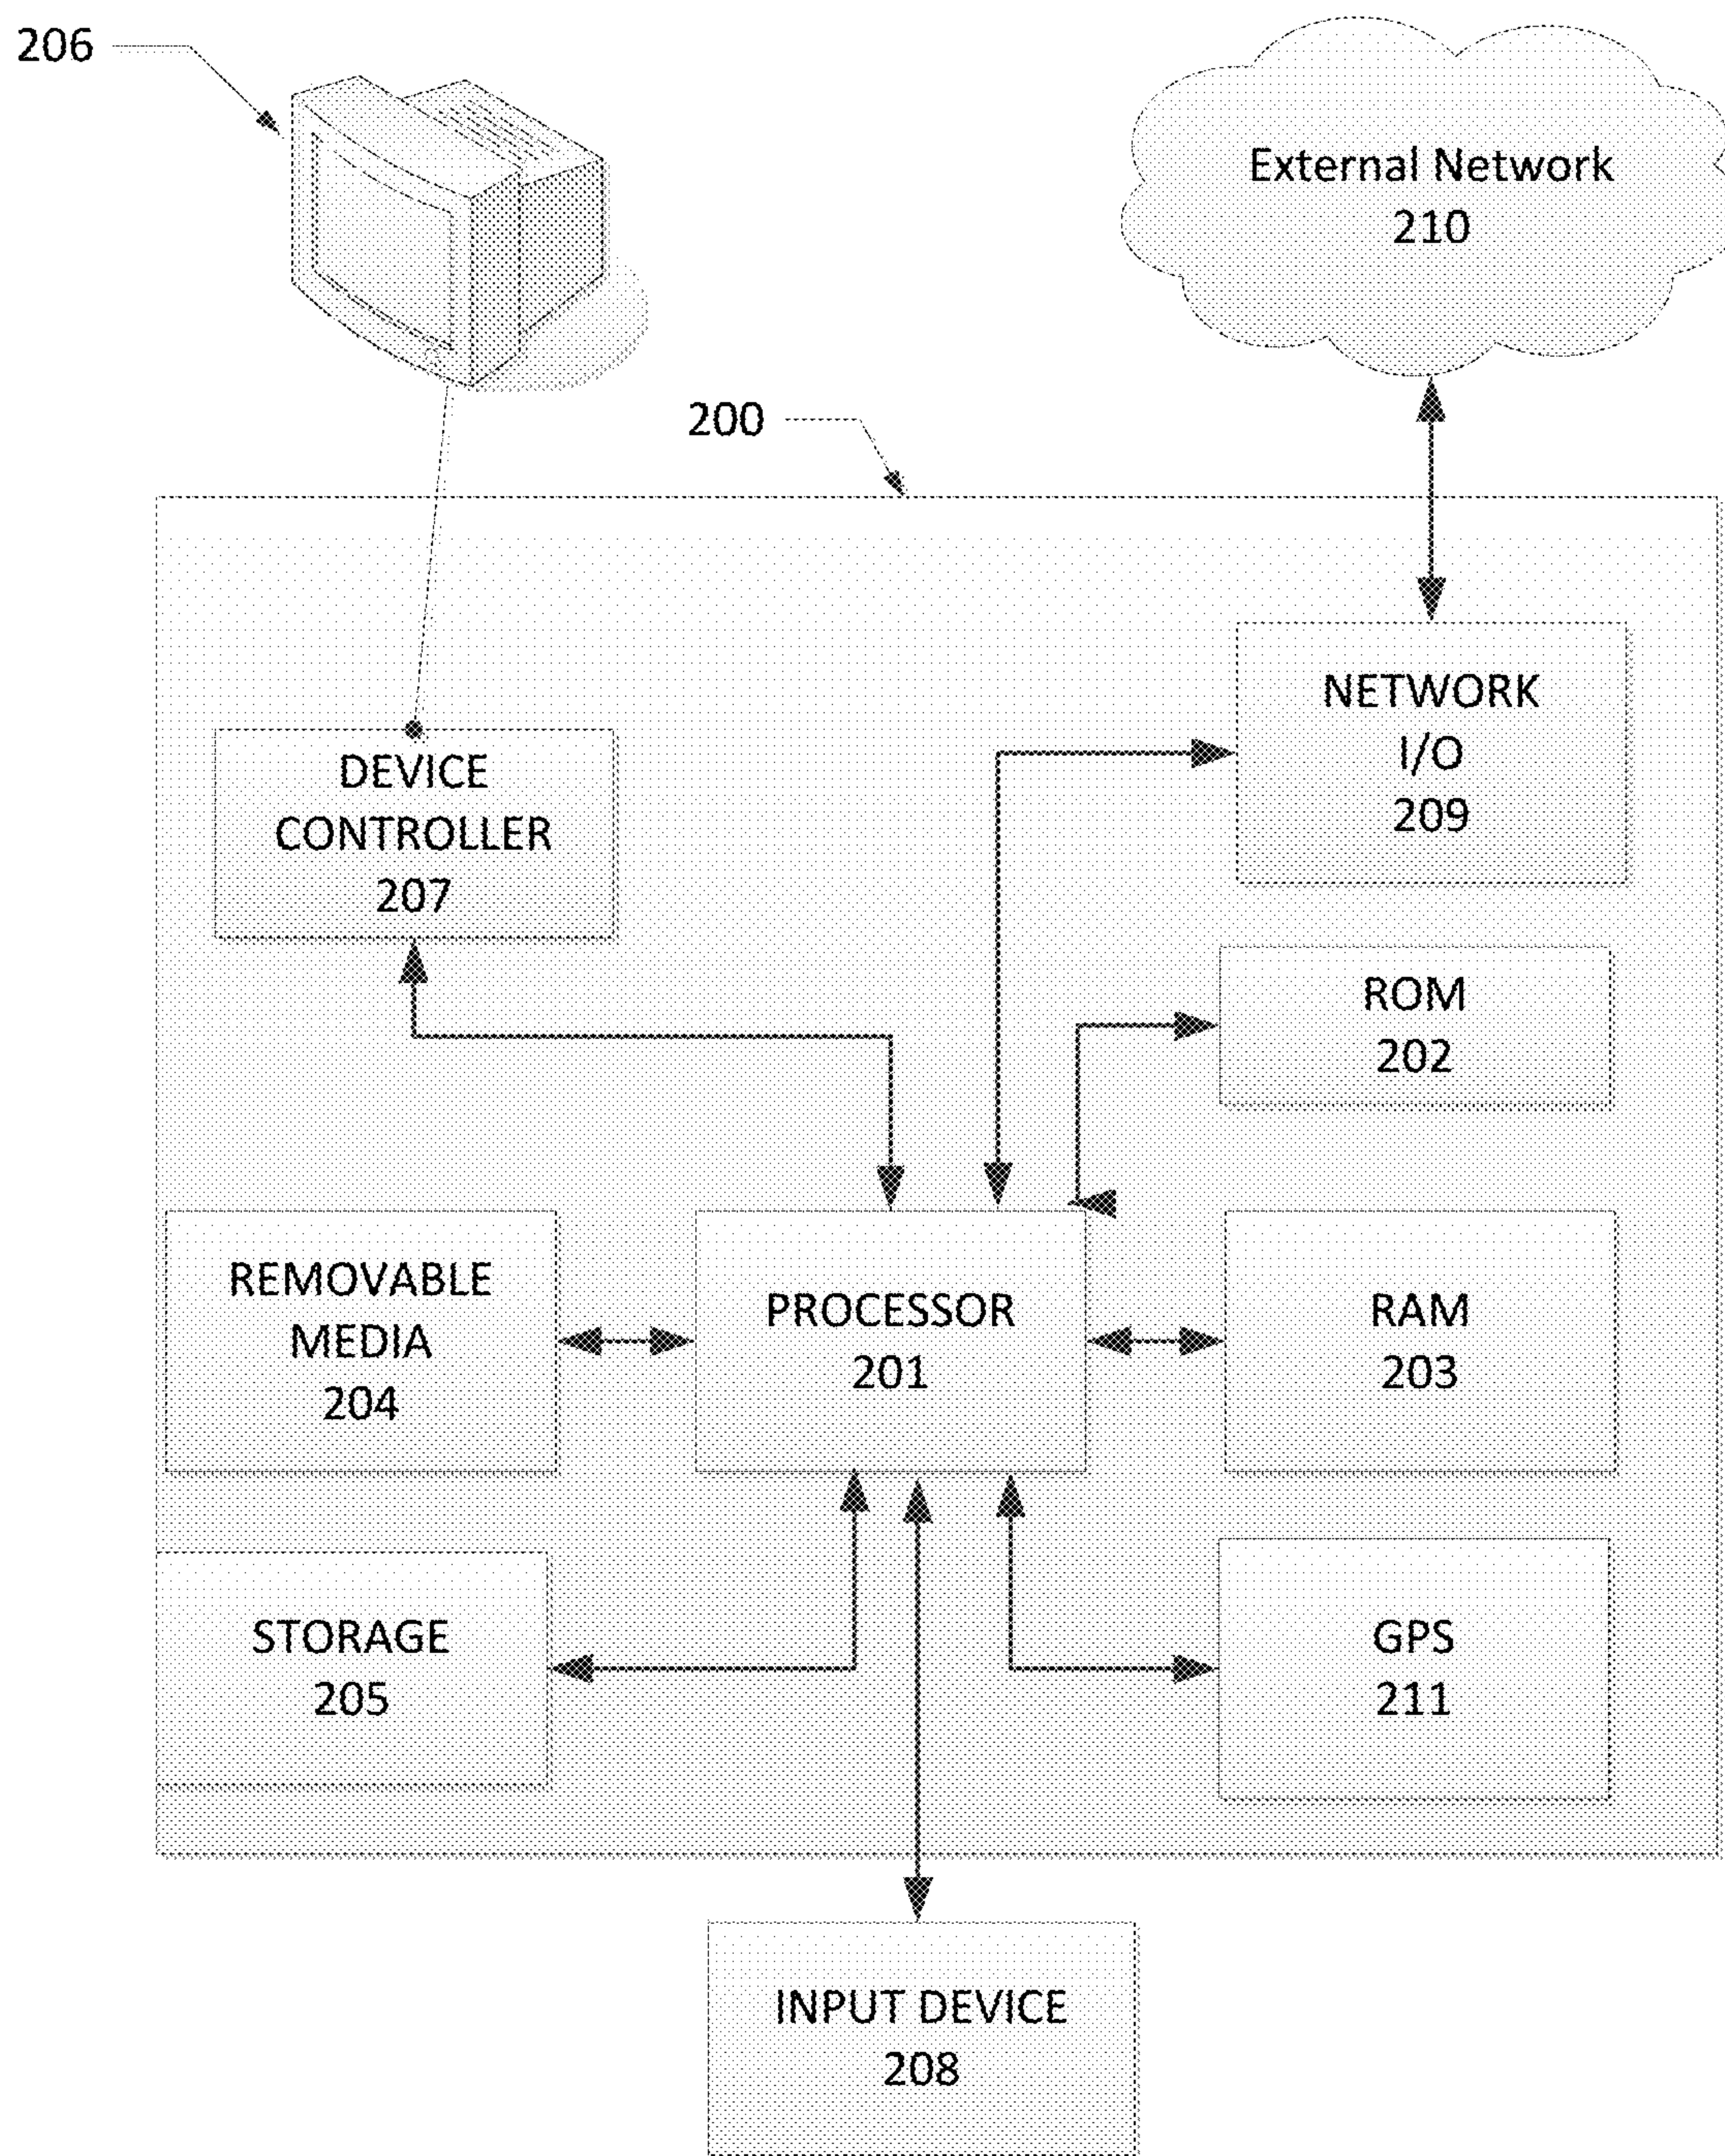 206
External Network
210
200
NETWORK
I/O
209
DEVICE
CONTROLLER
207
ROM
202
REMOVABLE
MEDIA
204
PROCESSOR
201
RAM
203
STORAGE
205
GPS
211
INPUT DEVICE
208